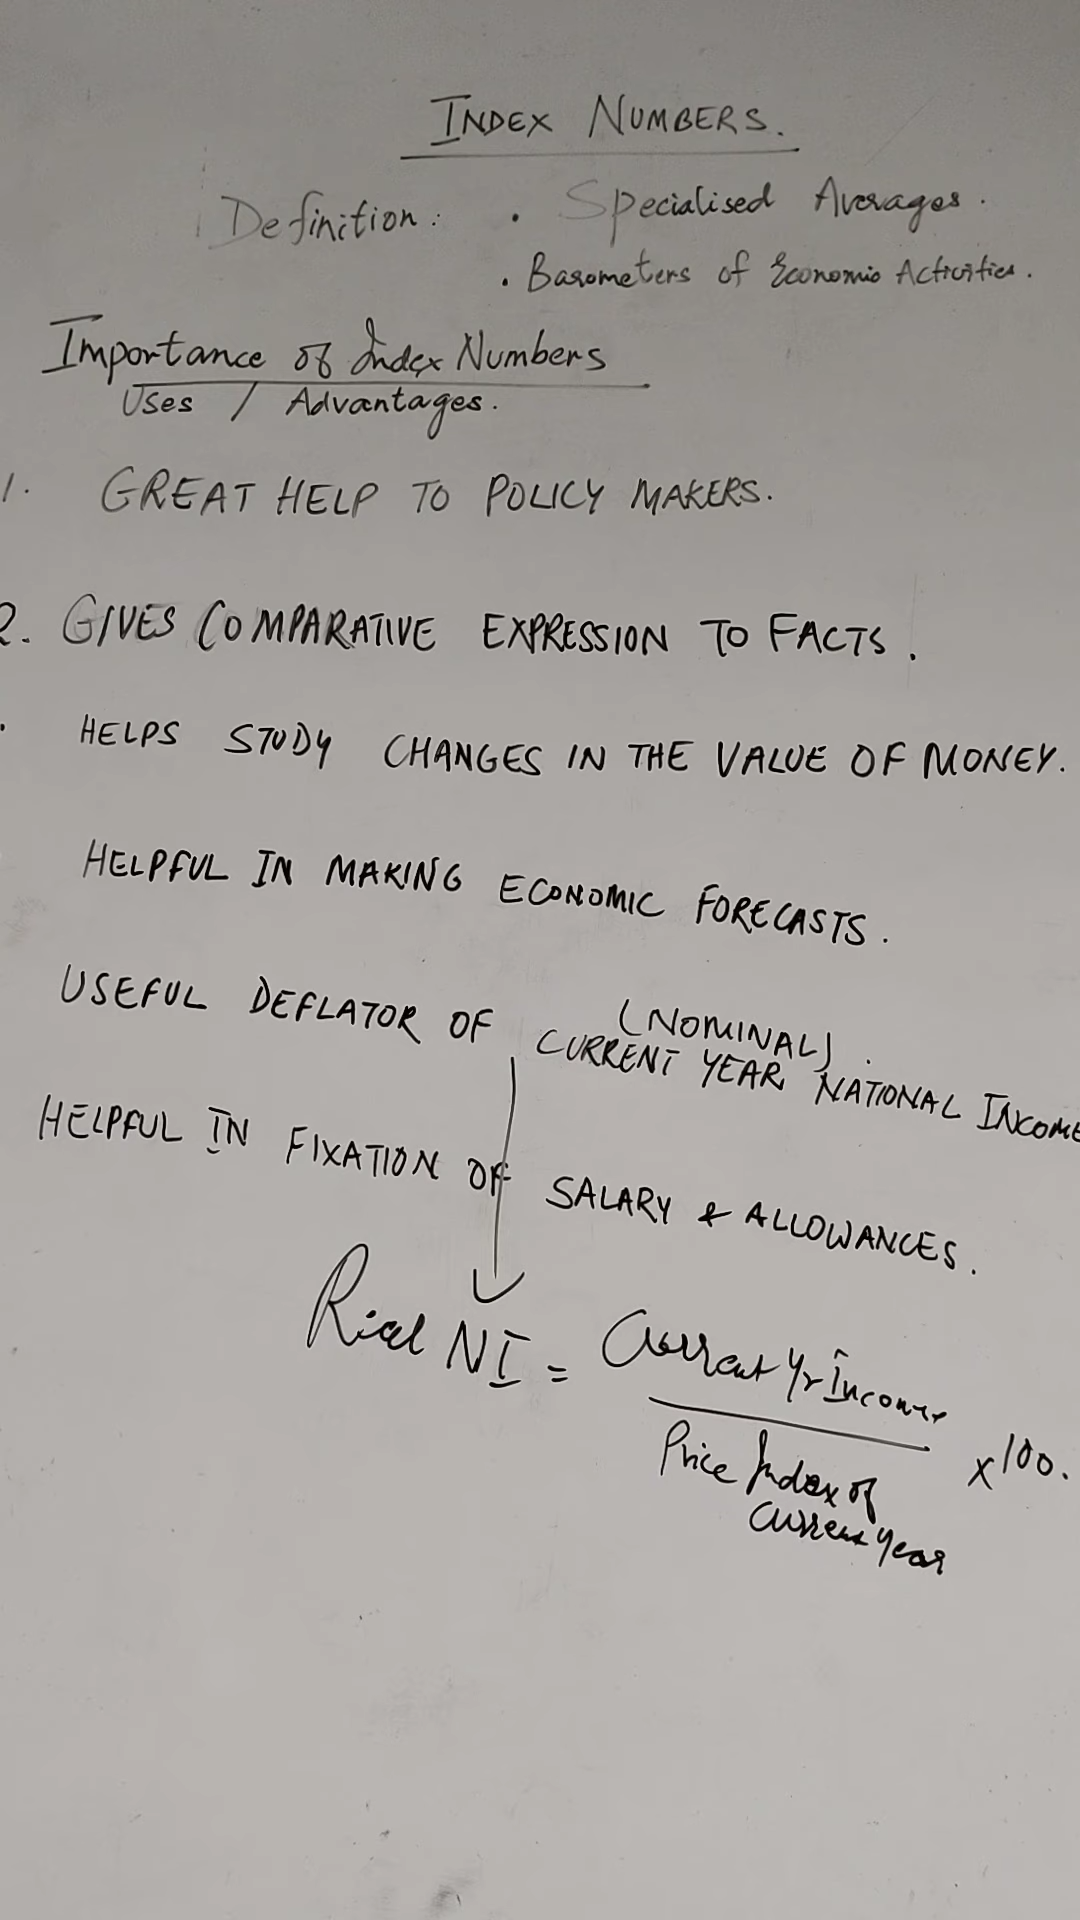 INDEX NUMBERS.
Definition: . Specialised Averages.
. Barometers of Economic Activities.
Importance of Index Numbers
Uses / Advantages.
1. GREAT HELP TO POLICY MAKERS.
2. GIVES COMPARATIVE EXPRESSION TO FACTS.
. HELPS STUDY CHANGES IN THE VALUE OF MONEY.
HELPFUL IN MAKING ECONOMIC FORECASTS.
(NOMINAL).
USEFUL DEFLATOR OF CURRENT YEAR NATIONAL INCOME
HELPFUL IN FIXATION OF SALARY & ALLOWANCES.
Real NI = Current Yr Income
x100.
Price Index of
Current year